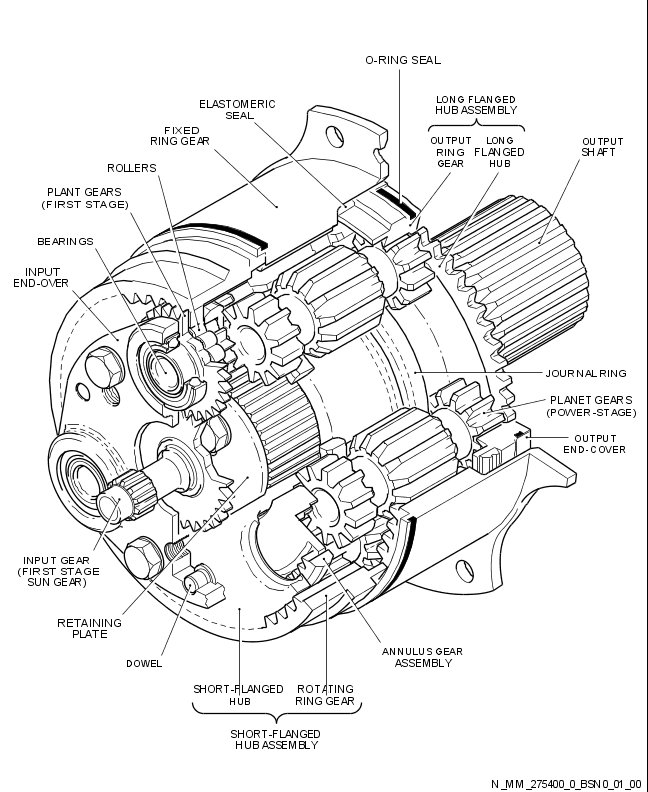 O-RING SEAL
ELASTOMERIC
SEAL
LONG FLANGED
HUB ASSEMBLY
FIXED
RING GEAR
OUTPUT
RING
GEAR
LONG
FLANGED
HUB
OUTPUT
SHAFT
ROLLERS
PLANT GEARS
(FIRST STAGE)
BEARINGS
INPUT
END-OVER
JOURNAL RING
PLANET GEARS
(POWER-STAGE)
OUTPUT
END-COVER
INPUT GEAR
(FIRST STAGE
SUN GEAR)
RETAINING
PLATE
DOWEL
ANNULUS GEAR
ASSEMBLY
SHORT-FLANGED
HUB
ROTATING
RING GEAR
SHORT-FLANGED
HUB ASSEMBLY
N_MM_275400_0_BSN0_01_00